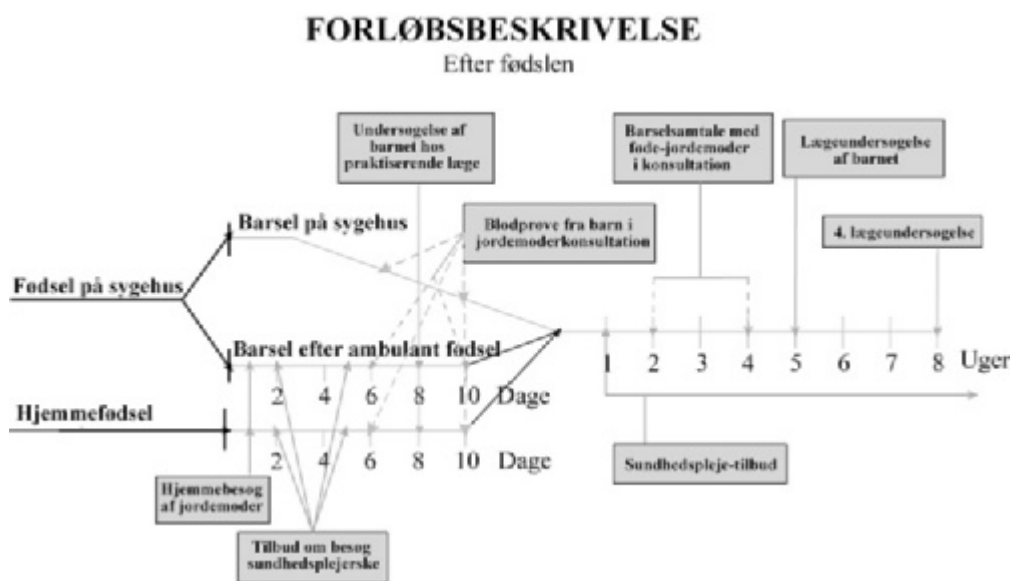 FORLØBSBESKRIVELSE
Efter fødslen
Undersøgelse af
barnet hos
praktiserende læge
Barselsamtale med
føde-jordemoder
i konsultation
Lægeundersøgelse
af barnet
Barsel på sygehus
Blodprøve fra barn i
jordemoderkonsultation
4. lægeundersøgelse
Fødsel på sygehus
Barsel efter ambulant fødsel
1 2 3 4 5 6 7 8 Uger
2 4 6 8 10 Dage
Hjemmefødsel
2 4 6 8 10 Dage
Sundhedspleje-tilbud
Hjemmebesøg
af jordemoder
Tilbud om besøg
sundhedsplejerske